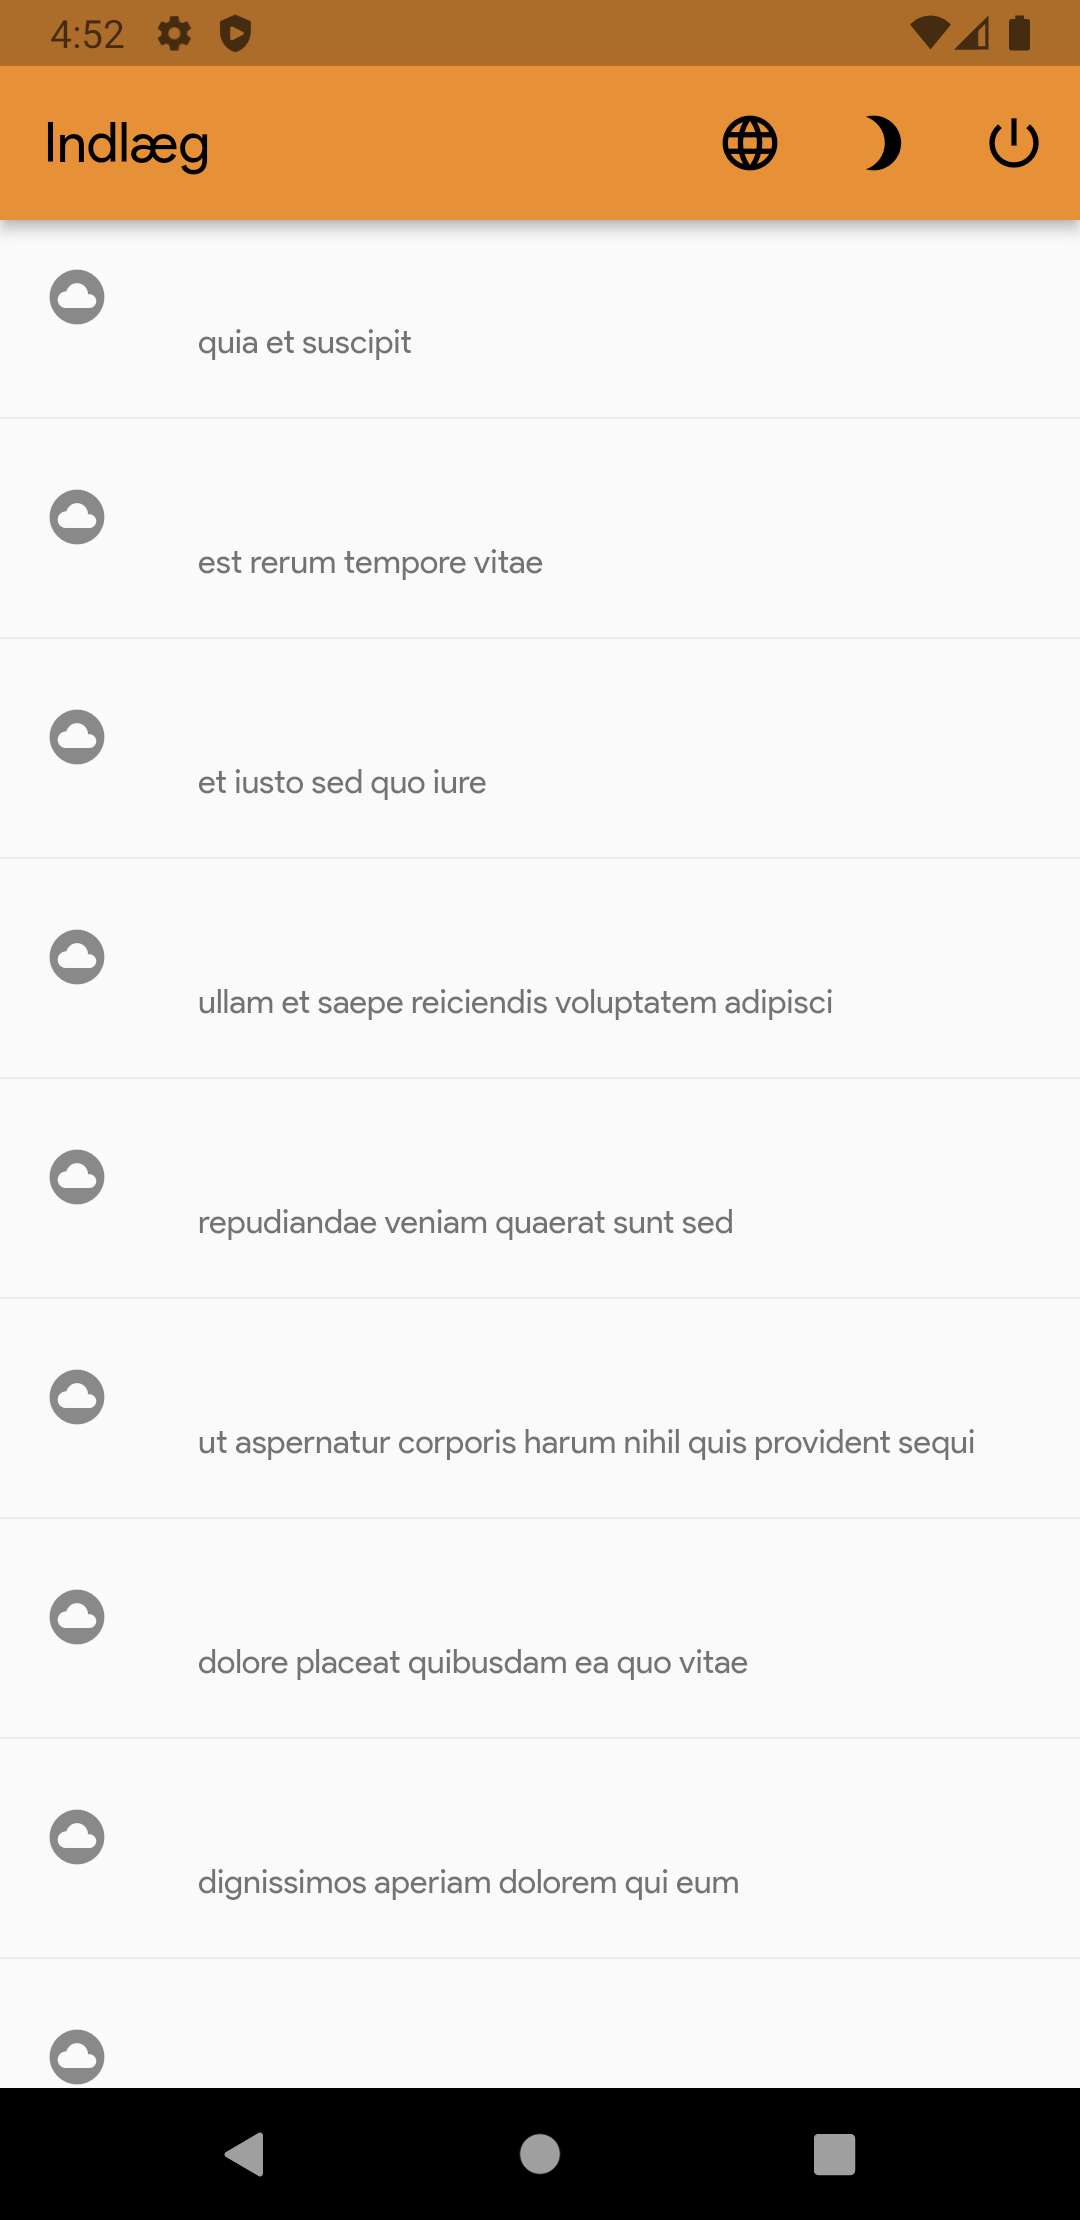 4:52
Indlæg
quia et suscipit
est rerum tempore vitae
et iusto sed quo iure
ullam et saepe reiciendis voluptatem adipisci
repudiandae veniam quaerat sunt sed
ut aspernatur corporis harum nihil quis provident sequi
dolore placeat quibusdam ea quo vitae
dignissimos aperiam dolorem qui eum